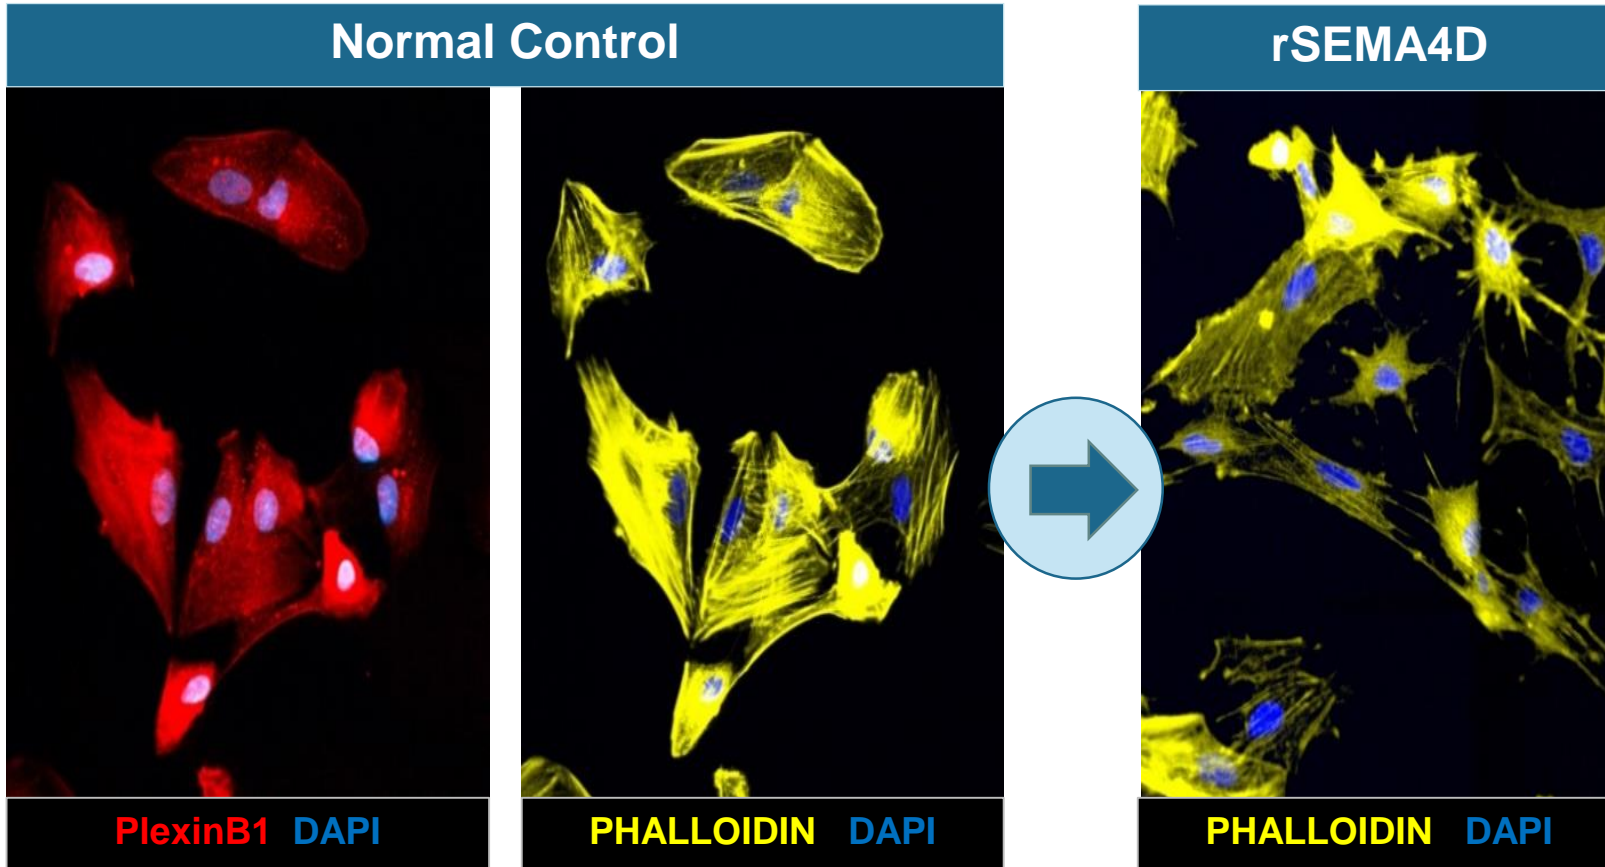 Normal Control
rSEMA4D
PlexinB1 DAPI
PHALLOIDIN DAPI
PHALLOIDIN DAPI